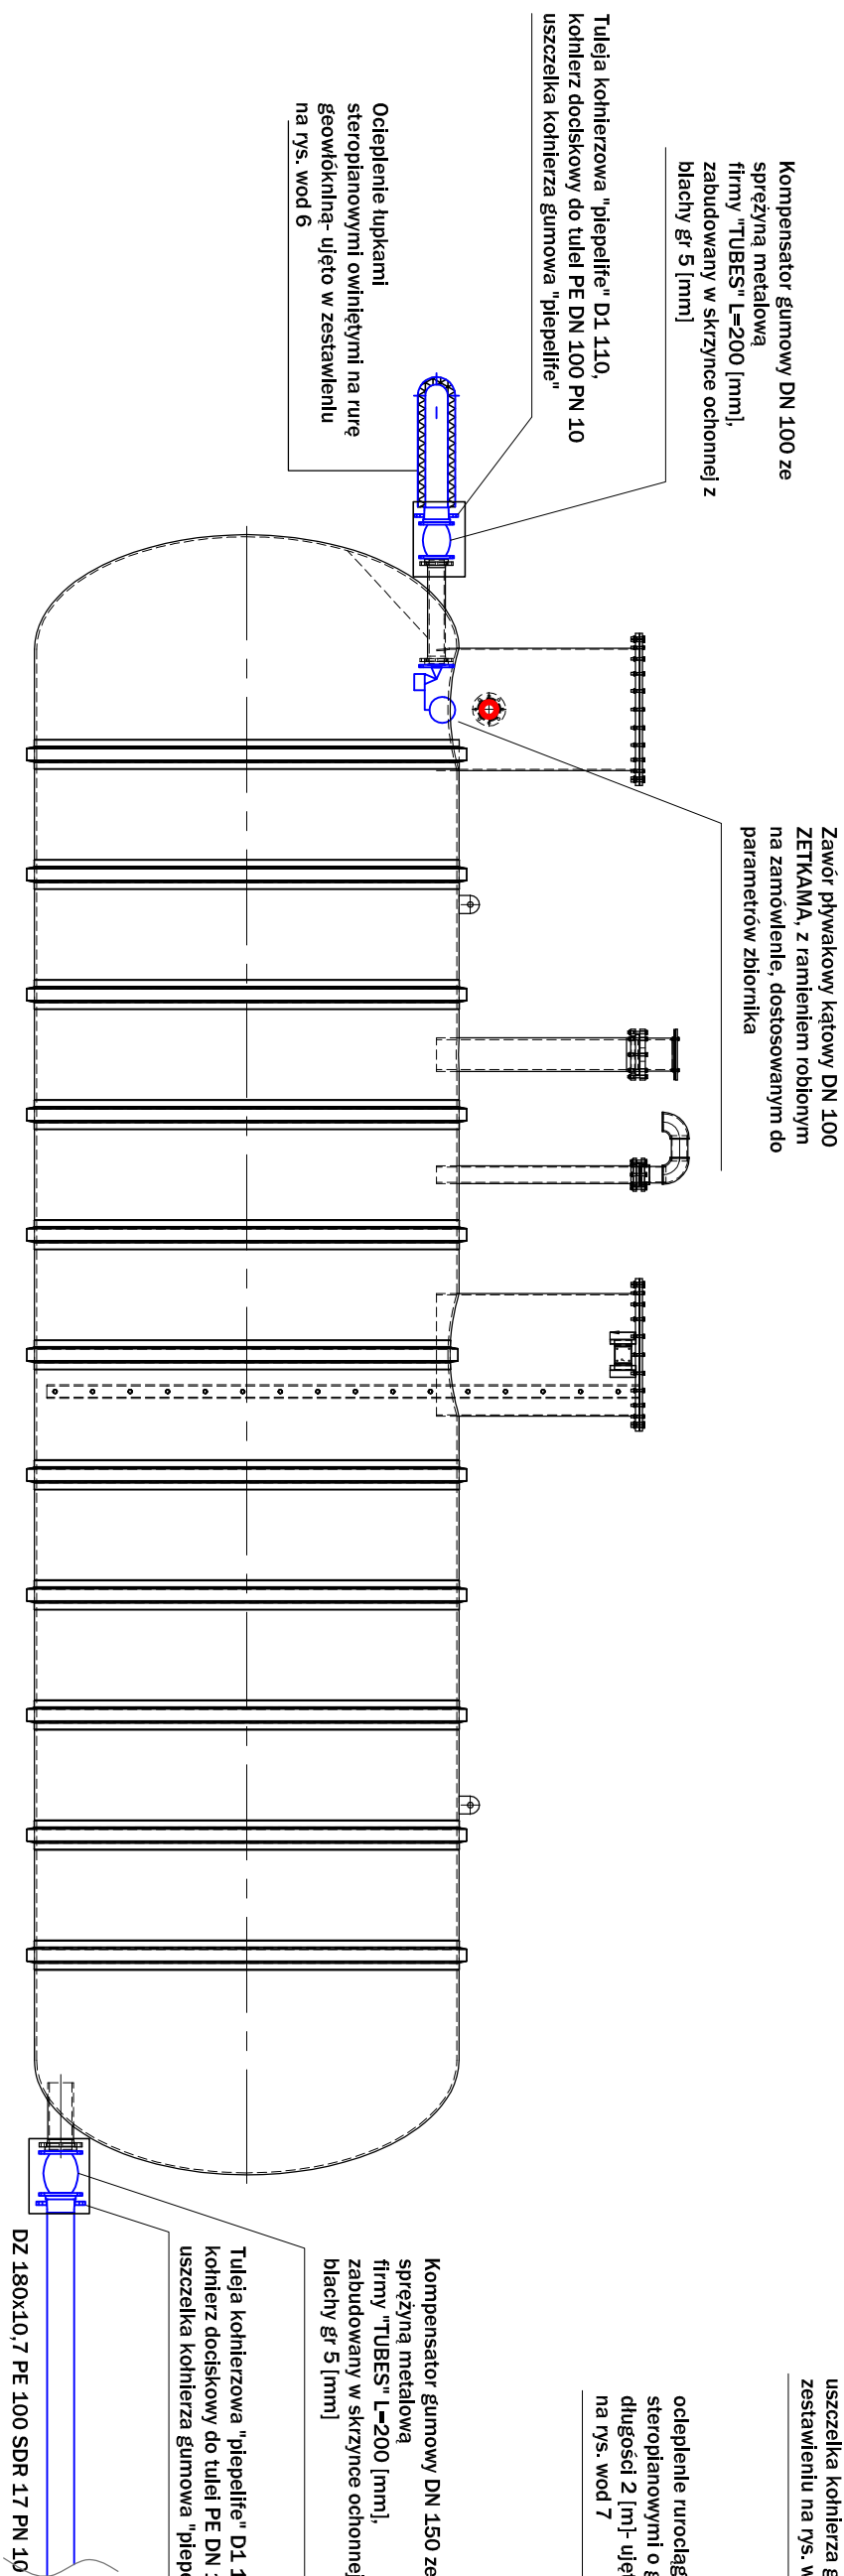 Kompensator gumowy DN 100 ze
sprężyną metalową
firmy "TUBES" L=200 [mm],
zabudowany w skrzynce ochonnej z
blachy gr 5 [mm]
Tuleja kołnierzowa "piepelife" D1 110,
kołnierz dociskowy do tulei PE DN 100 PN 10
uszczelka kołnierza gumowa "piepelife"
Ocieplenie łupkami
steropianowymi owiniętymi na rurę
geowłókniną- ujęto w zestawieniu
na rys. wod 6
Zawór pływakowy kątowy DN 100
ZETKAMA, z ramieniem robionym
na zamówienie, dostosowanym do
parametrów zbiornika
uszczelka kołnierza g
zestawieniu na rys. w
ocieplenie rurociąg
steropianowymi o g
długości 2 [m]- uję
na rys. wod 7
Kompensator gumowy DN 150 ze
sprężyną metalową
firmy "TUBES" L=200 [mm],
zabudowany w skrzynce ochonnej
blachy gr 5 [mm]
Tuleja kołnierzowa "piepelife" D1 1
kołnierz dociskowy do tulei PE DN
uszczelka kołnierza gumowa "piepe
DZ 180x10,7 PE 100 SDR 17 PN 10